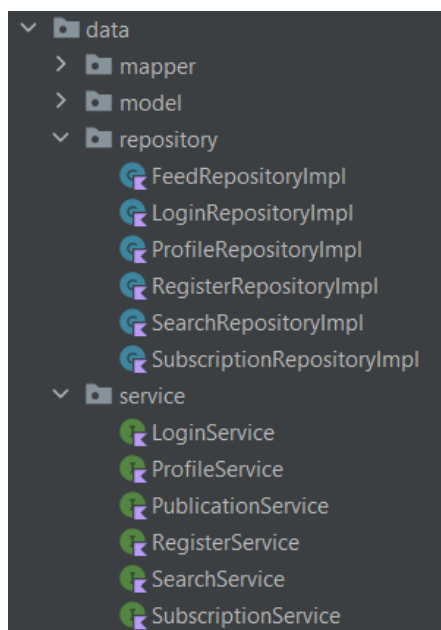 data
mapper
model
repository
FeedRepositoryImpl
LoginRepositoryImpl
ProfileRepositoryImpl
RegisterRepositoryImpl
SearchRepositoryImpl
SubscriptionRepositoryImpl
service
LoginService
ProfileService
PublicationService
RegisterService
SearchService
SubscriptionService